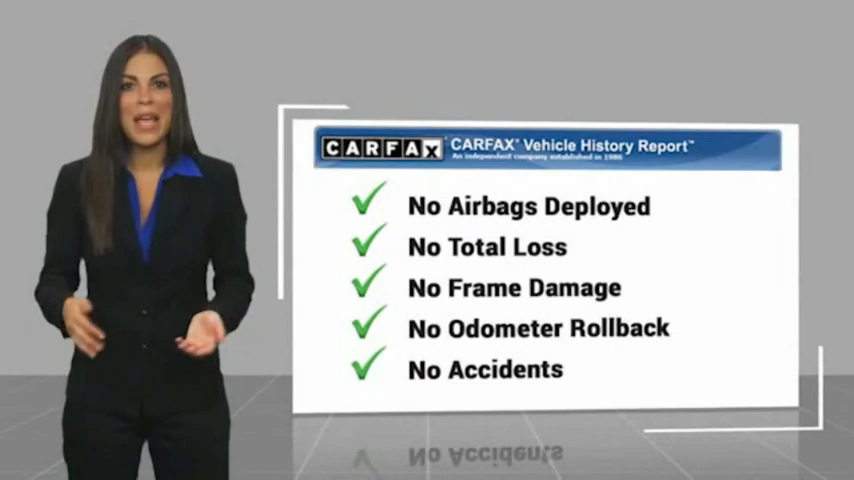 CARFAX CARFAX® Vehicle History Report™
An independent company established in 1986
No Airbags Deployed
No Total Loss
No Frame Damage
No Odometer Rollback
No Accidents
No Accidents